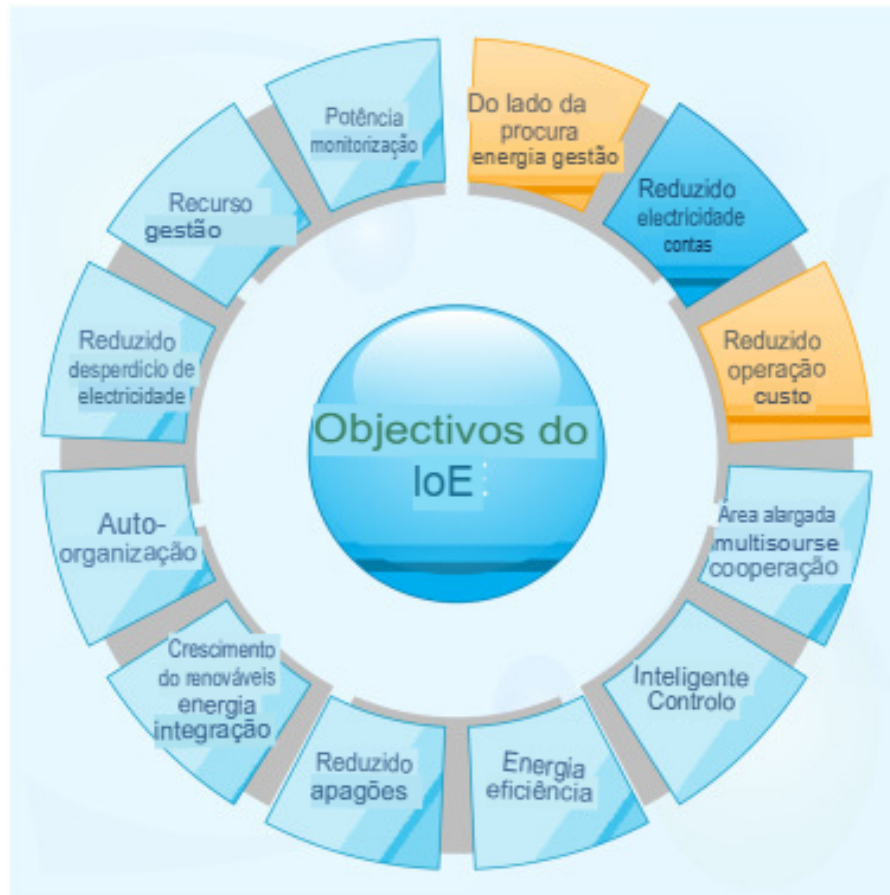 Objectivos do
IoE
Do lado da
procura
energia gestão
Reduzido
electricidade
contas
Reduzido
operação
custo
Área alargada
multisourse
cooperação
Inteligente
Controlo
Energia
eficiência
Reduzido
apagões
Crescimento
do renováveis
energia
integração
Auto-
organização
Reduzido
desperdício de
electricidade
Recurso
gestão
Potência
monitorização